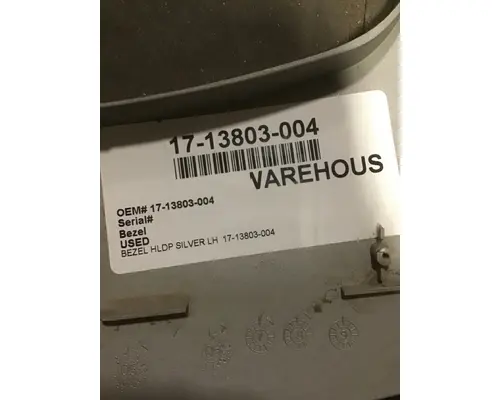 17-13803-004
VAREHOUS
OEM# 17-13803-004
Serial#
Bezel
USED
BEZEL HLDP SILVER LH 17-13803-004